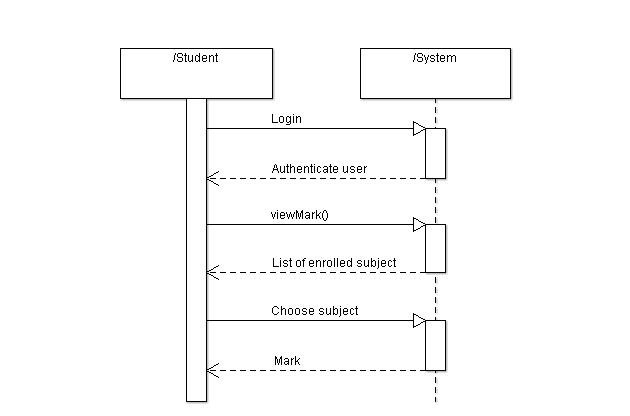 /Student
/System
Login
Authenticate user
viewMark()
List of enrolled subject
Choose subject
Mark